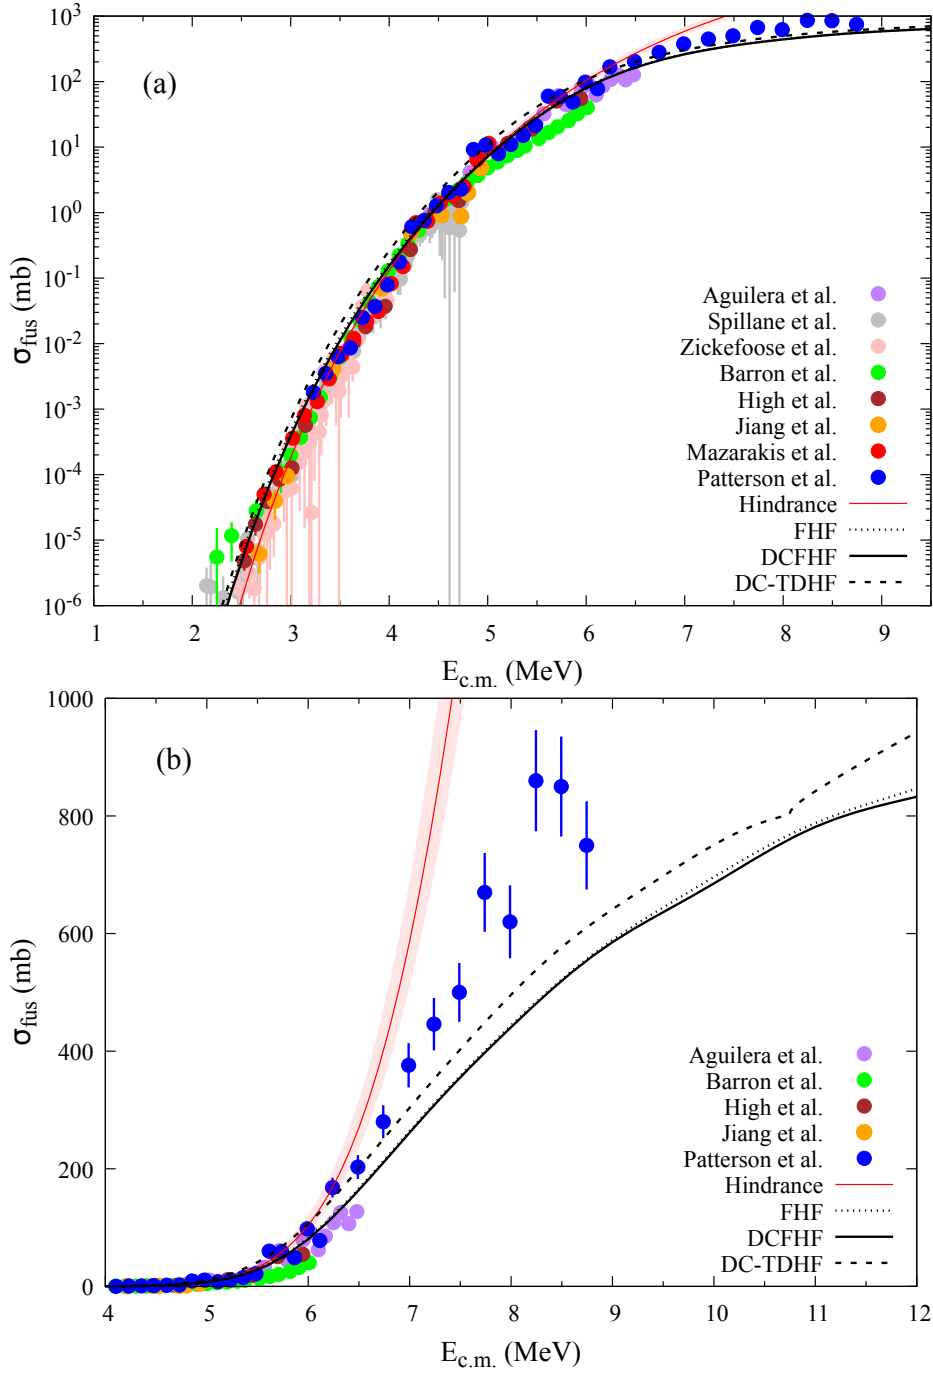 10^3
10^2
10^1
10^0
10^-1
10^-2
10^-3
10^-4
10^-5
10^-6
σ_fus (mb)
(a)
Aguilera et al.
Spillane et al.
Zickefoose et al.
Barron et al.
High et al.
Jiang et al.
Mazarakis et al.
Patterson et al.
Hindrance
FHF
DCFHF
DC-TDHF
1 2 3 4 5 6 7 8 9
E_c.m. (MeV)
1000
800
600
400
200
0
σ_fus (mb)
(b)
Aguilera et al.
Barron et al.
High et al.
Jiang et al.
Patterson et al.
Hindrance
FHF
DCFHF
DC-TDHF
4 5 6 7 8 9 10 11 12
E_c.m. (MeV)